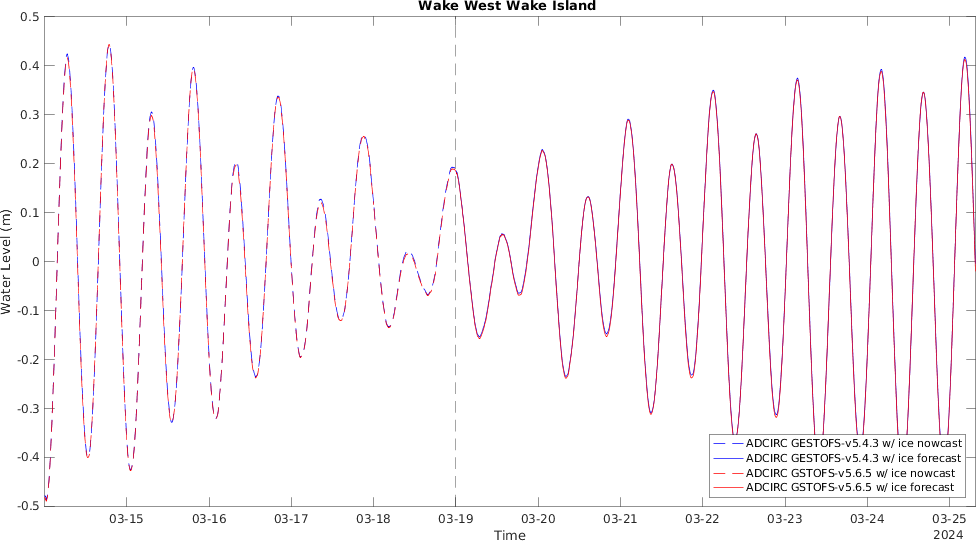 Wake West Wake Island
0.5
0.4
0.3
0.2
0.1
0
-0.1
-0.2
-0.3
-0.4
-0.5
Water Level (m)
ADCIRC GESTOFS-v5.4.3 w/ ice nowcast
ADCIRC GESTOFS-v5.4.3 w/ ice forecast
ADCIRC GSTOFS-v5.6.5 w/ ice nowcast
ADCIRC GSTOFS-v5.6.5 w/ ice forecast
03-15 03-16 03-17 03-18 03-19 03-20 03-21 03-22 03-23 03-24 03-25
Time
2024